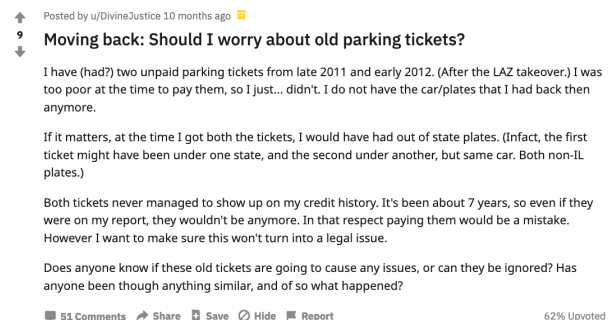 Posted by u/DivineJustice 10 months ago
9
Moving back: Should I worry about old parking tickets?
I have (had?) two unpaid parking tickets from late 2011 and early 2012. (After the LAZ takeover.) I was
too poor at the time to pay them, so I just... didn't. I do not have the car/plates that I had back then
anymore.
If it matters, at the time I got both the tickets, I would have had out of state plates. (Infact, the first
ticket might have been under one state, and the second under another, but same car. Both non-IL
plates.)
Both tickets never managed to show up on my credit history. It's been about 7 years, so even if they
were on my report, they wouldn't be anymore. In that respect paying them would be a mistake.
However I want to make sure this won't turn into a legal issue.
Does anyone know if these old tickets are going to cause any issues, or can they be ignored? Has
anyone been though anything similar, and of so what happened?
51 Comments Share Save Hide Report 62% Upvoted